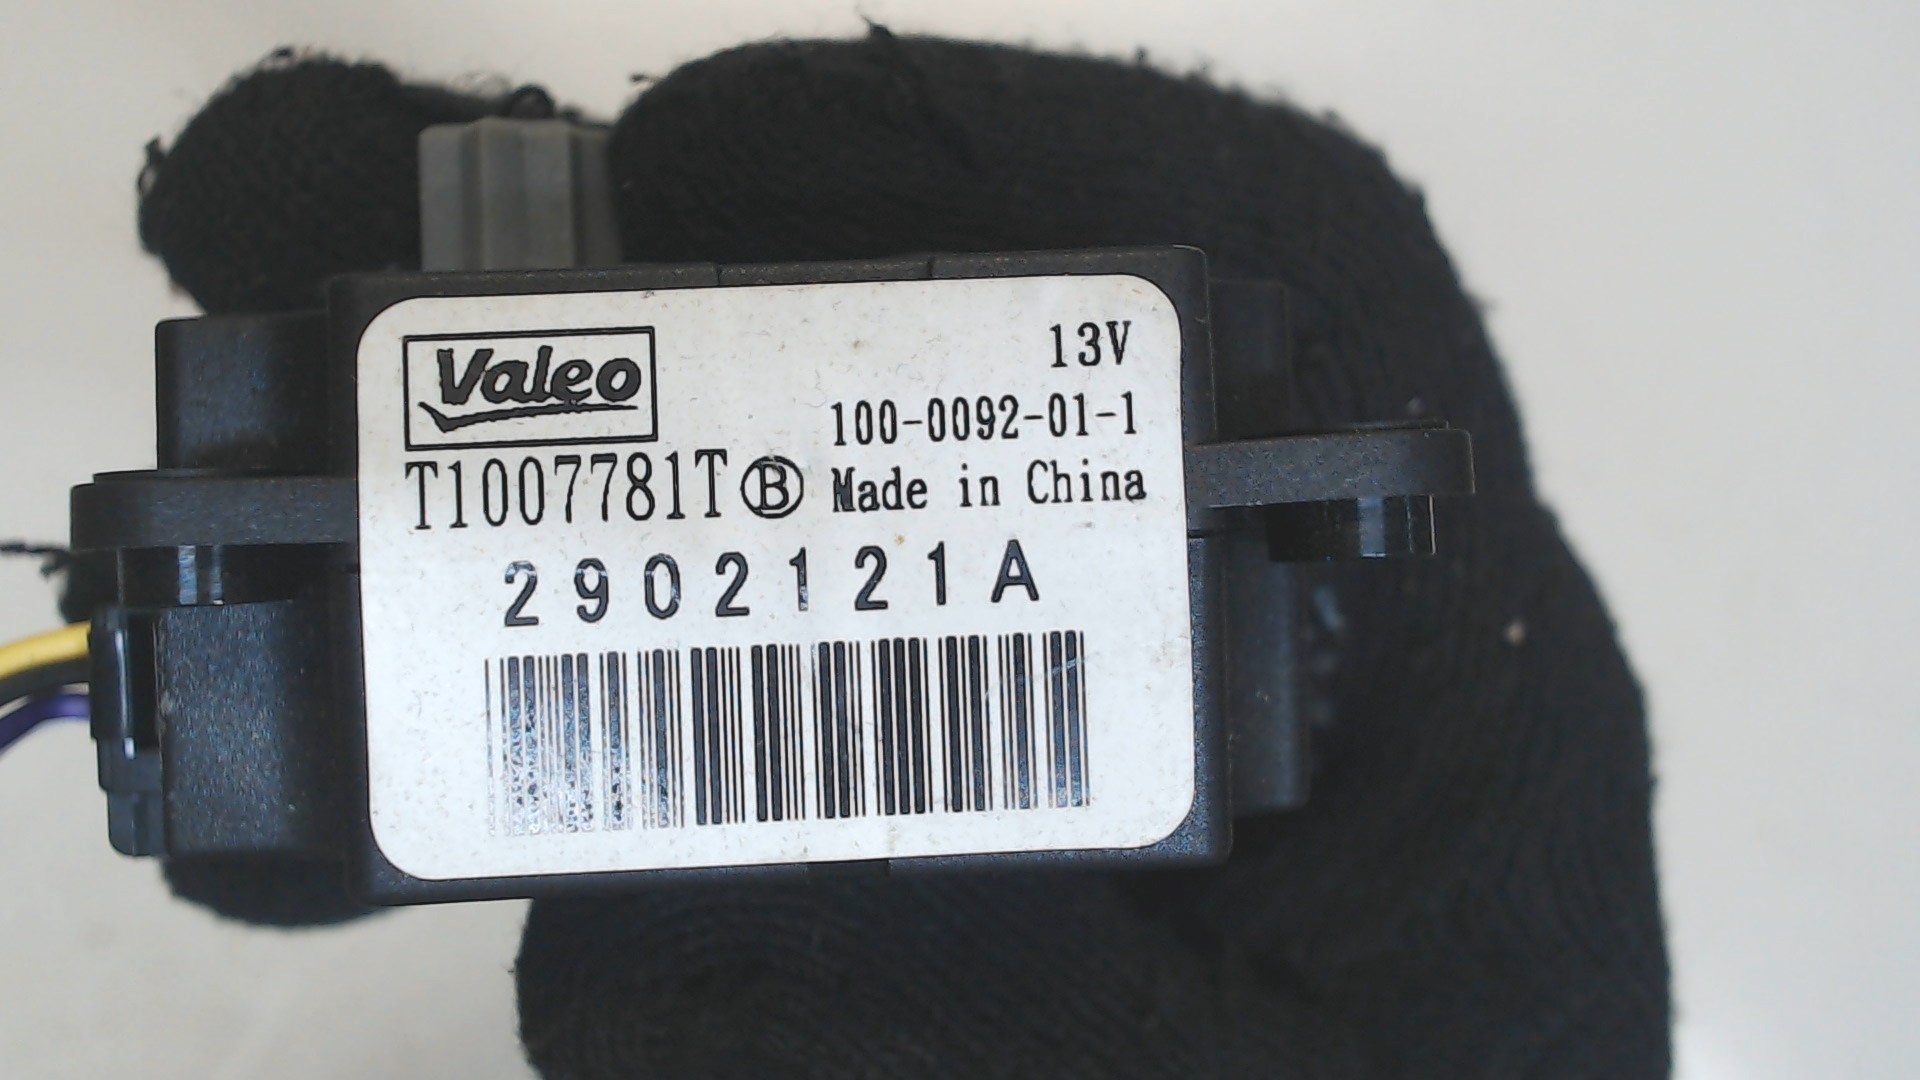 Valeo
13V
100-0092-01-1
T1007781T Ⓑ Made in China
2902121A